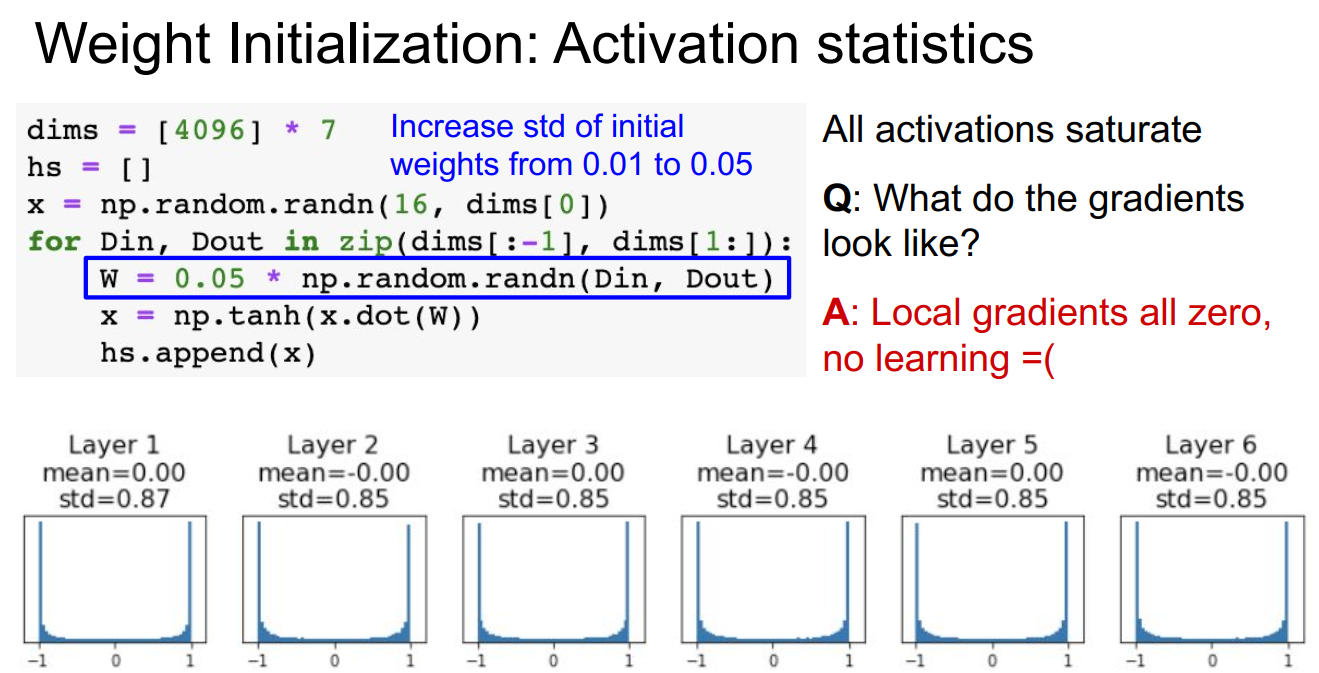 Weight Initialization: Activation statistics
dims = [4096] * 7
hs = []
x = np.random.randn(16, dims[0])
for Din, Dout in zip(dims[:-1], dims[1:]):
W = 0.05 * np.random.randn(Din, Dout)
x = np.tanh(x.dot(W))
hs.append(x)
Increase std of initial
weights from 0.01 to 0.05
All activations saturate
Q: What do the gradients
look like?
A: Local gradients all zero,
no learning =(
Layer 1
mean=0.00
std=0.87
-1 0 1
Layer 2
mean=-0.00
std=0.85
-1 0 1
Layer 3
mean=0.00
std=0.85
-1 0 1
Layer 4
mean=-0.00
std=0.85
-1 0 1
Layer 5
mean=0.00
std=0.85
-1 0 1
Layer 6
mean=-0.00
std=0.85
-1 0 1